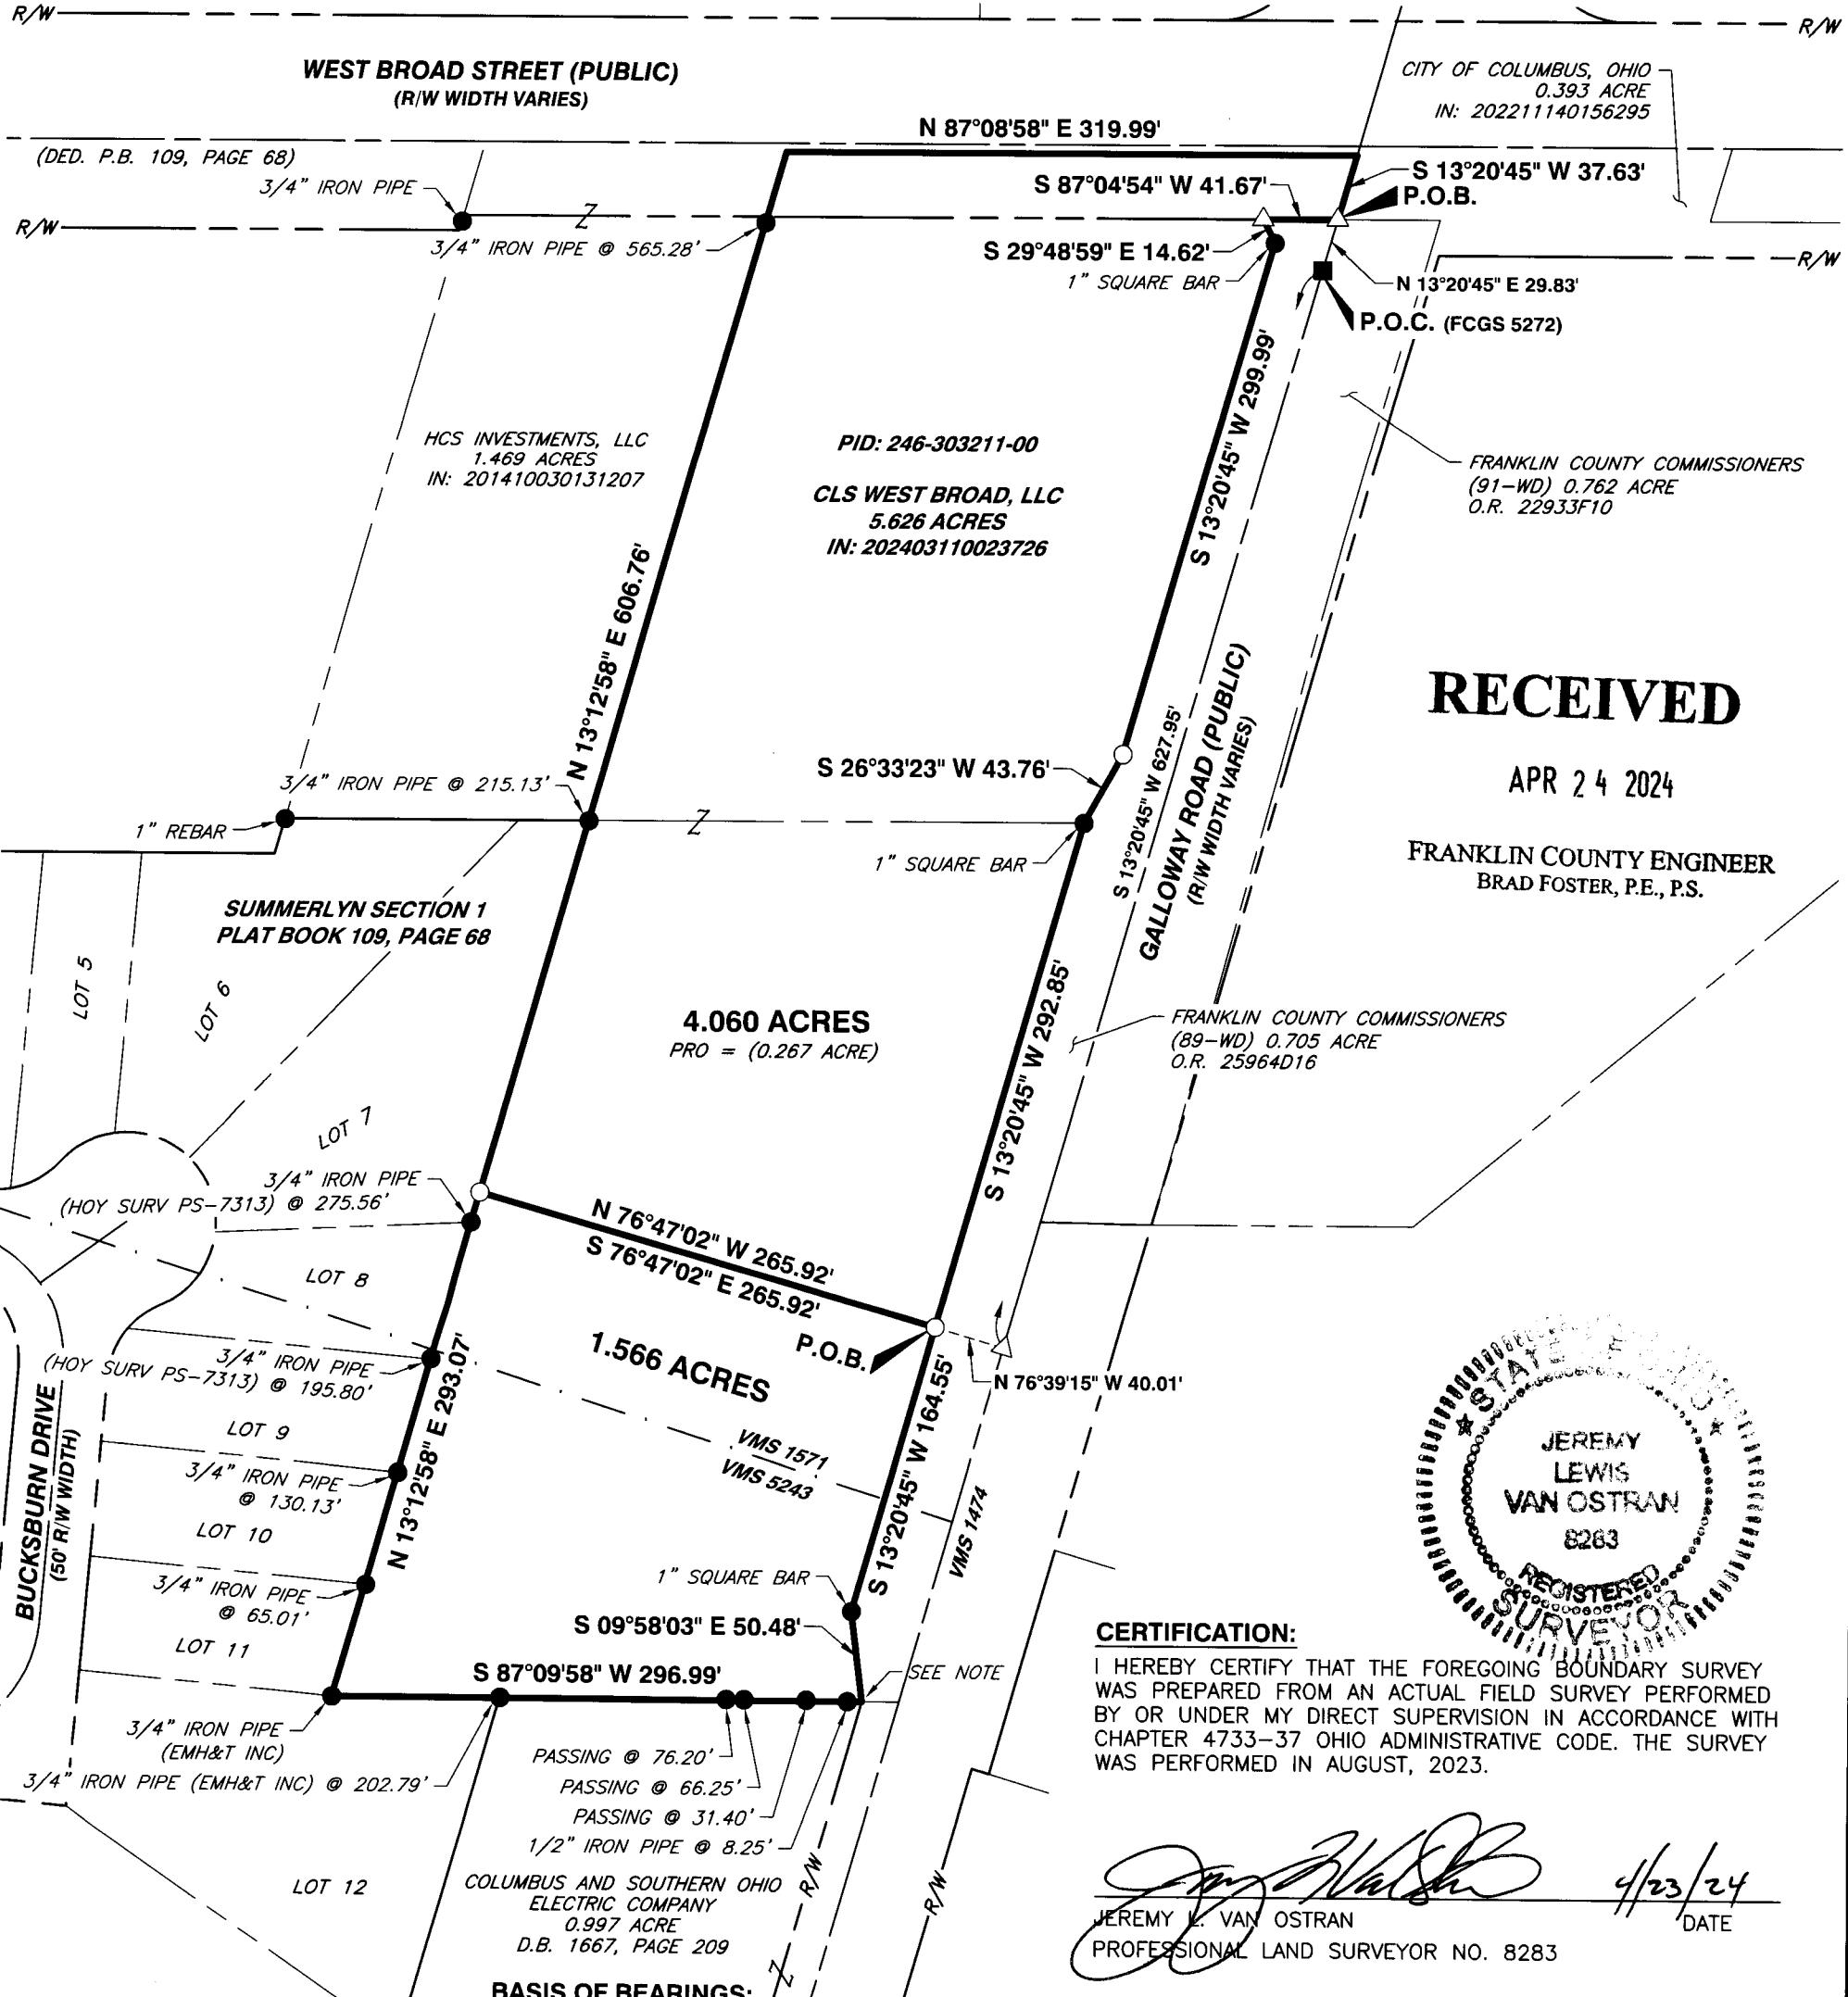 R/W
R/W
WEST BROAD STREET (PUBLIC)
(R/W WIDTH VARIES)
CITY OF COLUMBUS, OHIO
0.393 ACRE
IN: 202211140156295
N 87°08'58" E 319.99'
(DED. P.B. 109, PAGE 68)
3/4" IRON PIPE
S 13°20'45" W 37.63'
S 87°04'54" W 41.67'
P.O.B.
R/W
Z
3/4" IRON PIPE @ 565.28'
S 29°48'59" E 14.62'
R/W
1" SQUARE BAR
N 13°20'45" E 29.83'
P.O.C. (FCGS 5272)
S 13°20'45" W 299.99'
HCS INVESTMENTS, LLC
1.469 ACRES
IN: 201410030131207
PID: 246-303211-00
CLS WEST BROAD, LLC
5.626 ACRES
IN: 202403110023726
FRANKLIN COUNTY COMMISSIONERS
(91-WD) 0.762 ACRE
O.R. 22933F10
N 13°12'58" E 606.76'
RECEIVED
APR 24 2024
FRANKLIN COUNTY ENGINEER
BRAD FOSTER, P.E., P.S.
S 26°33'23" W 43.76'
S 13°20'45" W 627.95'
GALLOWAY ROAD (PUBLIC)
(R/W WIDTH VARIES)
3/4" IRON PIPE @ 215.13'
1" REBAR
Z
1" SQUARE BAR
SUMMERLYN SECTION 1
PLAT BOOK 109, PAGE 68
LOT 5
LOT 6
4.060 ACRES
PRO = (0.267 ACRE)
S 13°20'45" W 292.85'
FRANKLIN COUNTY COMMISSIONERS
(89-WD) 0.705 ACRE
O.R. 25964D16
LOT 7
3/4" IRON PIPE
(HOY SURV PS-7313) @ 275.56'
N 76°47'02" W 265.92'
S 76°47'02" E 265.92'
LOT 8
1.566 ACRES
P.O.B.
N 76°39'15" W 40.01'
3/4" IRON PIPE
(HOY SURV PS-7313) @ 195.80'
N 13°12'58" E 293.07'
S 13°20'45" W 164.55'
BUCKSBURN DRIVE
(50' R/W WIDTH)
LOT 9
3/4" IRON PIPE
@ 130.13'
VMS 1571
VMS 5243
VMS 1474
LOT 10
3/4" IRON PIPE
@ 65.01'
1" SQUARE BAR
S 09°58'03" E 50.48'
LOT 11
S 87°09'58" W 296.99'
SEE NOTE
3/4" IRON PIPE
(EMH&T INC)
3/4" IRON PIPE (EMH&T INC) @ 202.79'
PASSING @ 76.20'
PASSING @ 66.25'
PASSING @ 31.40'
1/2" IRON PIPE @ 8.25'
LOT 12
COLUMBUS AND SOUTHERN OHIO
ELECTRIC COMPANY
0.997 ACRE
D.B. 1667, PAGE 209
R/W
R/W
Z
BASIS OF BEARINGS:
STATE OF OHIO
JEREMY
LEWIS
VAN OSTRAN
8283
REGISTERED
SURVEYOR
CERTIFICATION:
I HEREBY CERTIFY THAT THE FOREGOING BOUNDARY SURVEY
WAS PREPARED FROM AN ACTUAL FIELD SURVEY PERFORMED
BY OR UNDER MY DIRECT SUPERVISION IN ACCORDANCE WITH
CHAPTER 4733-37 OHIO ADMINISTRATIVE CODE. THE SURVEY
WAS PERFORMED IN AUGUST, 2023.
4/23/24
JEREMY L. VAN OSTRAN
DATE
PROFESSIONAL LAND SURVEYOR NO. 8283